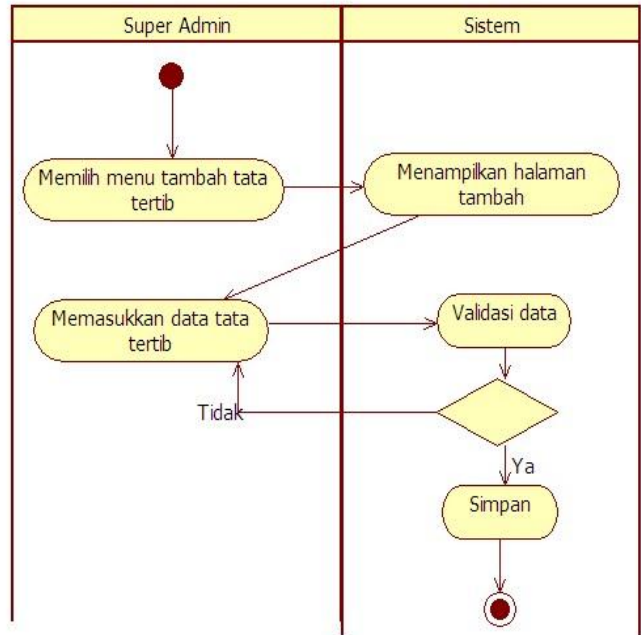 Super Admin
Sistem
Memilih menu tambah tata
tertib
Menampilkan halaman
tambah
Memasukkan data tata
tertib
Validasi data
Tidak
Ya
Simpan